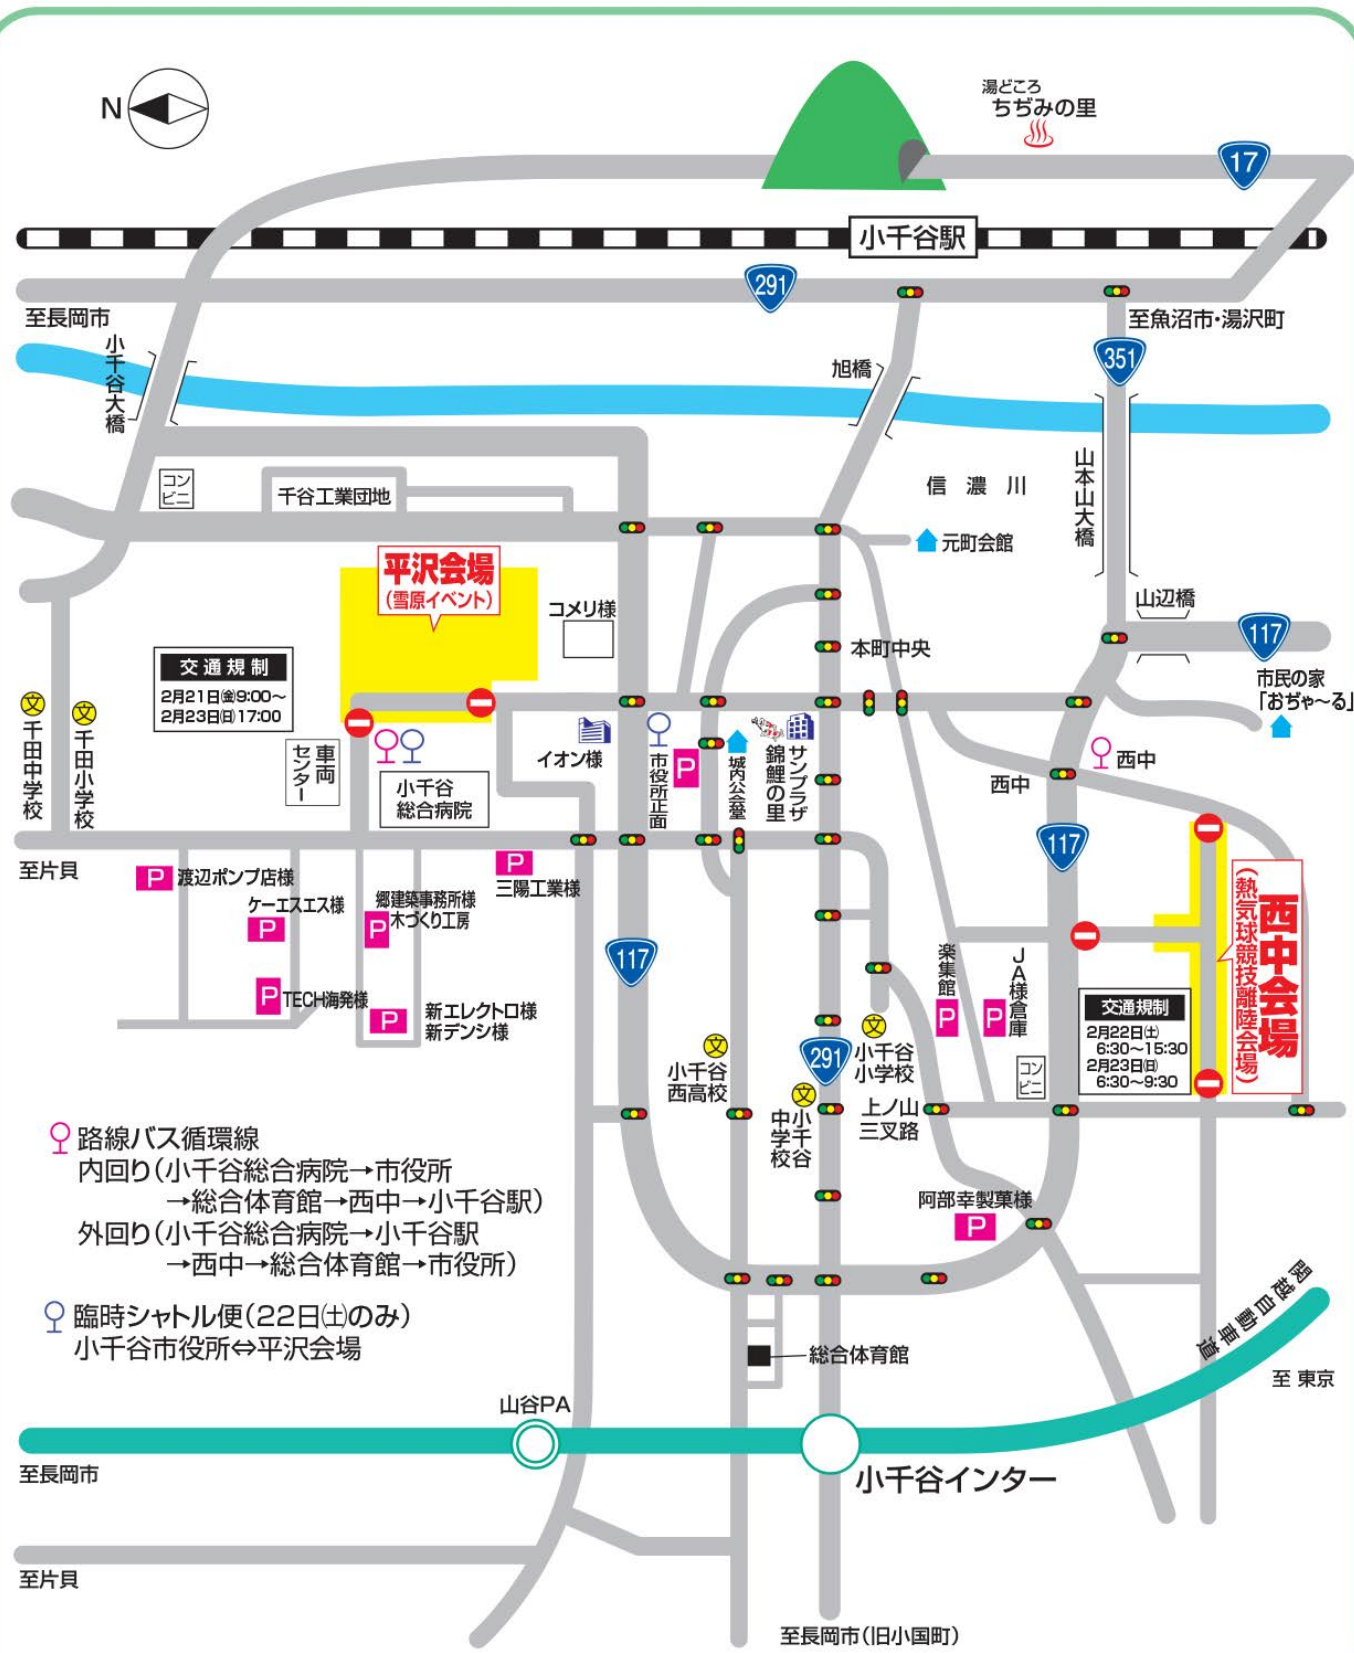 N
湯どころ
ちぢみの里
17
小千谷駅
291
至長岡市
至魚沼市・湯沢町
小千谷大橋
旭橋
351
コン
ビニ
千谷工業団地
信濃川
山本山大橋
元町会館
平沢会場
(雪原イベント)
コメリ様
山辺橋
117
本町中央
交通規制
2月21日㈮9:00～
2月23日㈰17:00
市民の家
「おぢゃ～る」
千田中学校
千田小学校
車両
センター
小千谷
総合病院
イオン様
市役所正面
P
城内公会堂
錦鯉の里
サンプラザ
西中
西中
至片貝
P
渡辺ポンプ店様
ケーエスエス様
P
郷建築事務所様
木づくり工房
P
P
三陽工業様
117
117
西中会場
(熱気球競技離陸会場)
P
TECH海発様
P
新エレクトロ様
新デンシ様
楽集館
P
JA様倉庫
P
交通規制
2月22日㈯
6:30～15:30
2月23日㈰
6:30～9:30
小千谷
西高校
291
小千谷
小学校
コン
ビニ
小千谷
中学校
上ノ山
三叉路
路線バス循環線
内回り(小千谷総合病院→市役所
→総合体育館→西中→小千谷駅)
外回り(小千谷総合病院→小千谷駅
→西中→総合体育館→市役所)
阿部幸製菓様
P
臨時シャトル便(22日㈯のみ)
小千谷市役所⇔平沢会場
総合体育館
関越自動車道
至 東京
山谷PA
至長岡市
小千谷インター
至片貝
至長岡市(旧小国町)
文
文
文
文
文